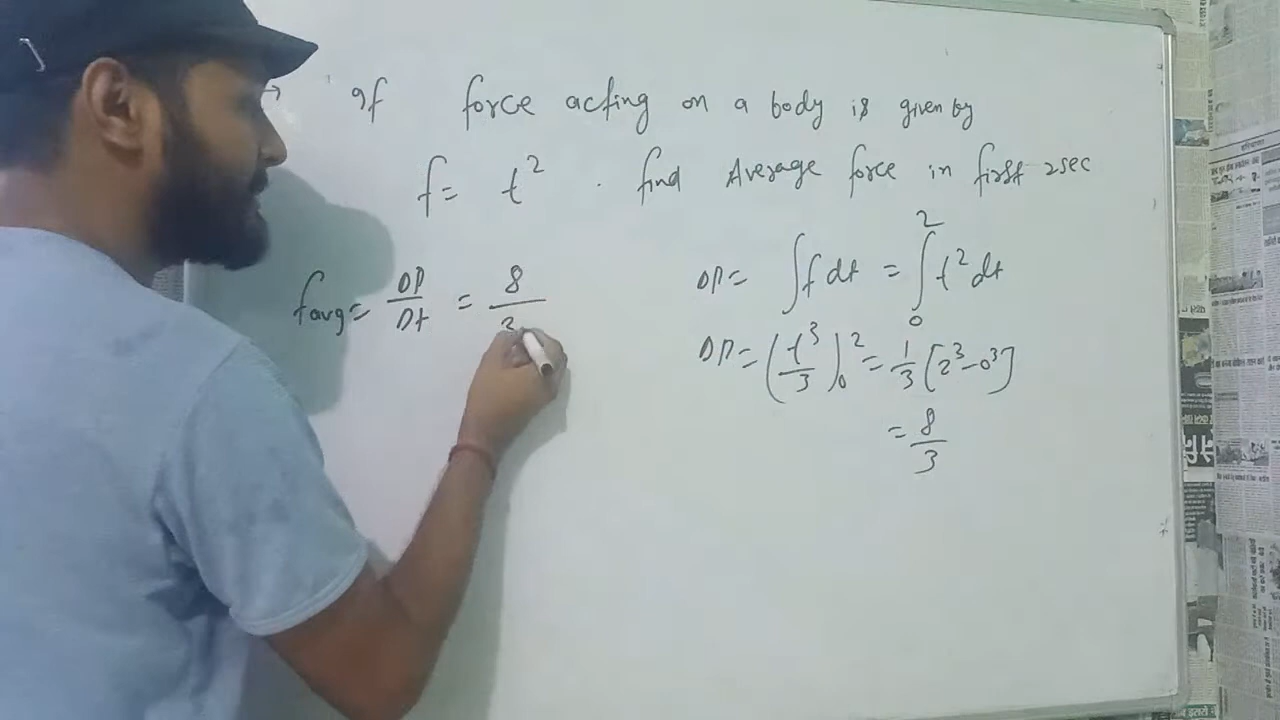 → If force acting on a body is given by
f = t² . find Average force in first 2sec
ΔP = ∫f dt = ∫₀² t² dt
favg = ΔP/Δt = 8/3
ΔP = (t³/3)₀² = 1/3 [2³-0³]
= 8/3